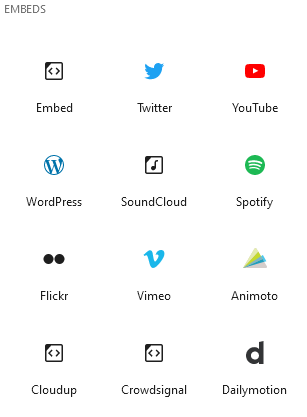 EMBEDS
Embed Twitter YouTube
WordPress SoundCloud Spotify
Flickr Vimeo Animoto
Cloudup Crowdsignal Dailymotion